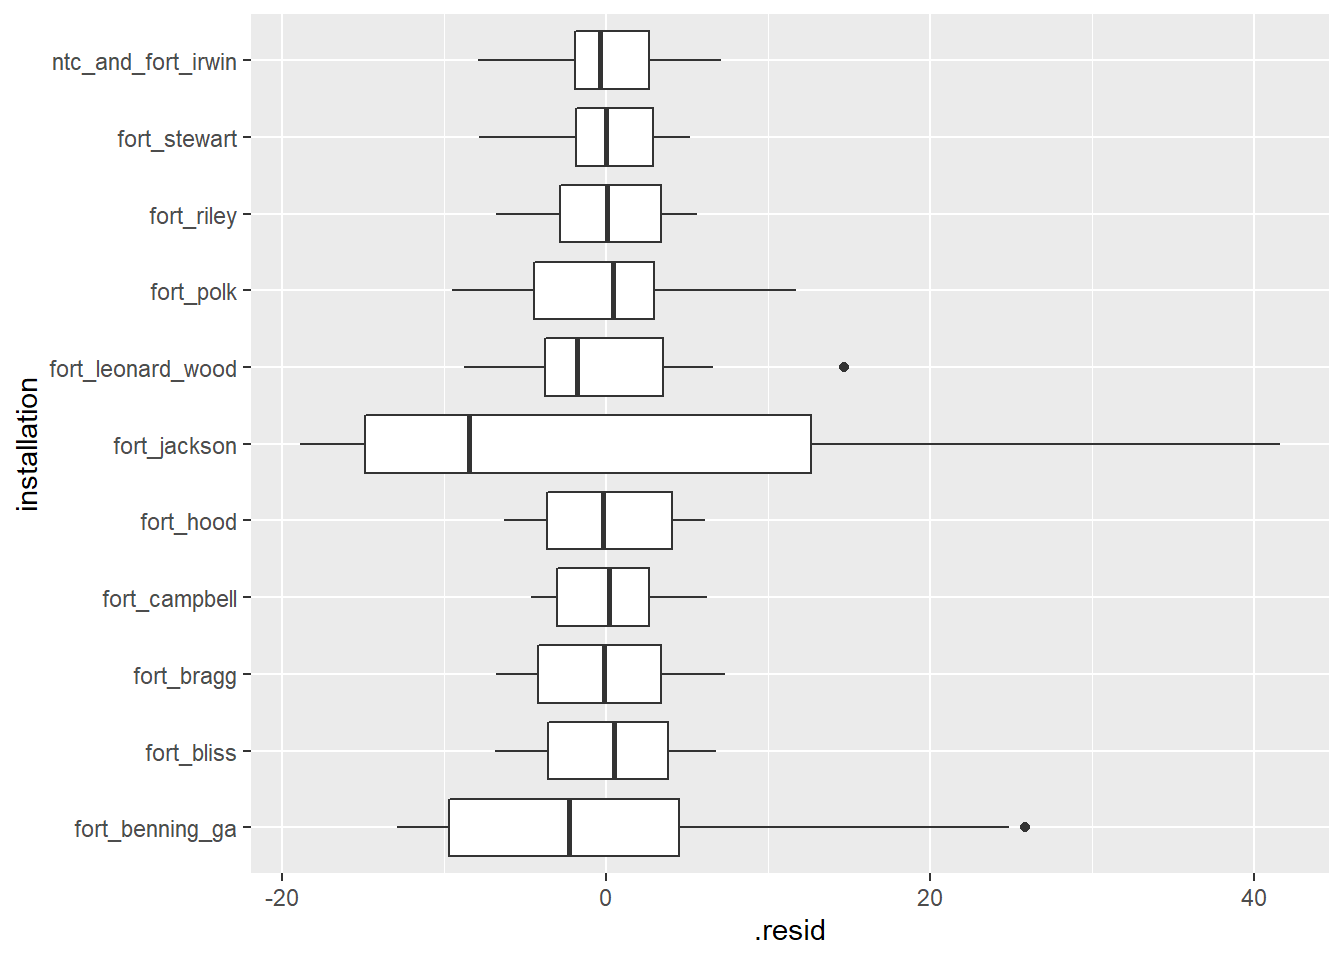 ntc_and_fort_irwin
fort_stewart
fort_riley
fort_polk
fort_leonard_wood
fort_jackson
fort_hood
fort_campbell
fort_bragg
fort_bliss
fort_benning_ga
installation
-20 0 20 40
.resid